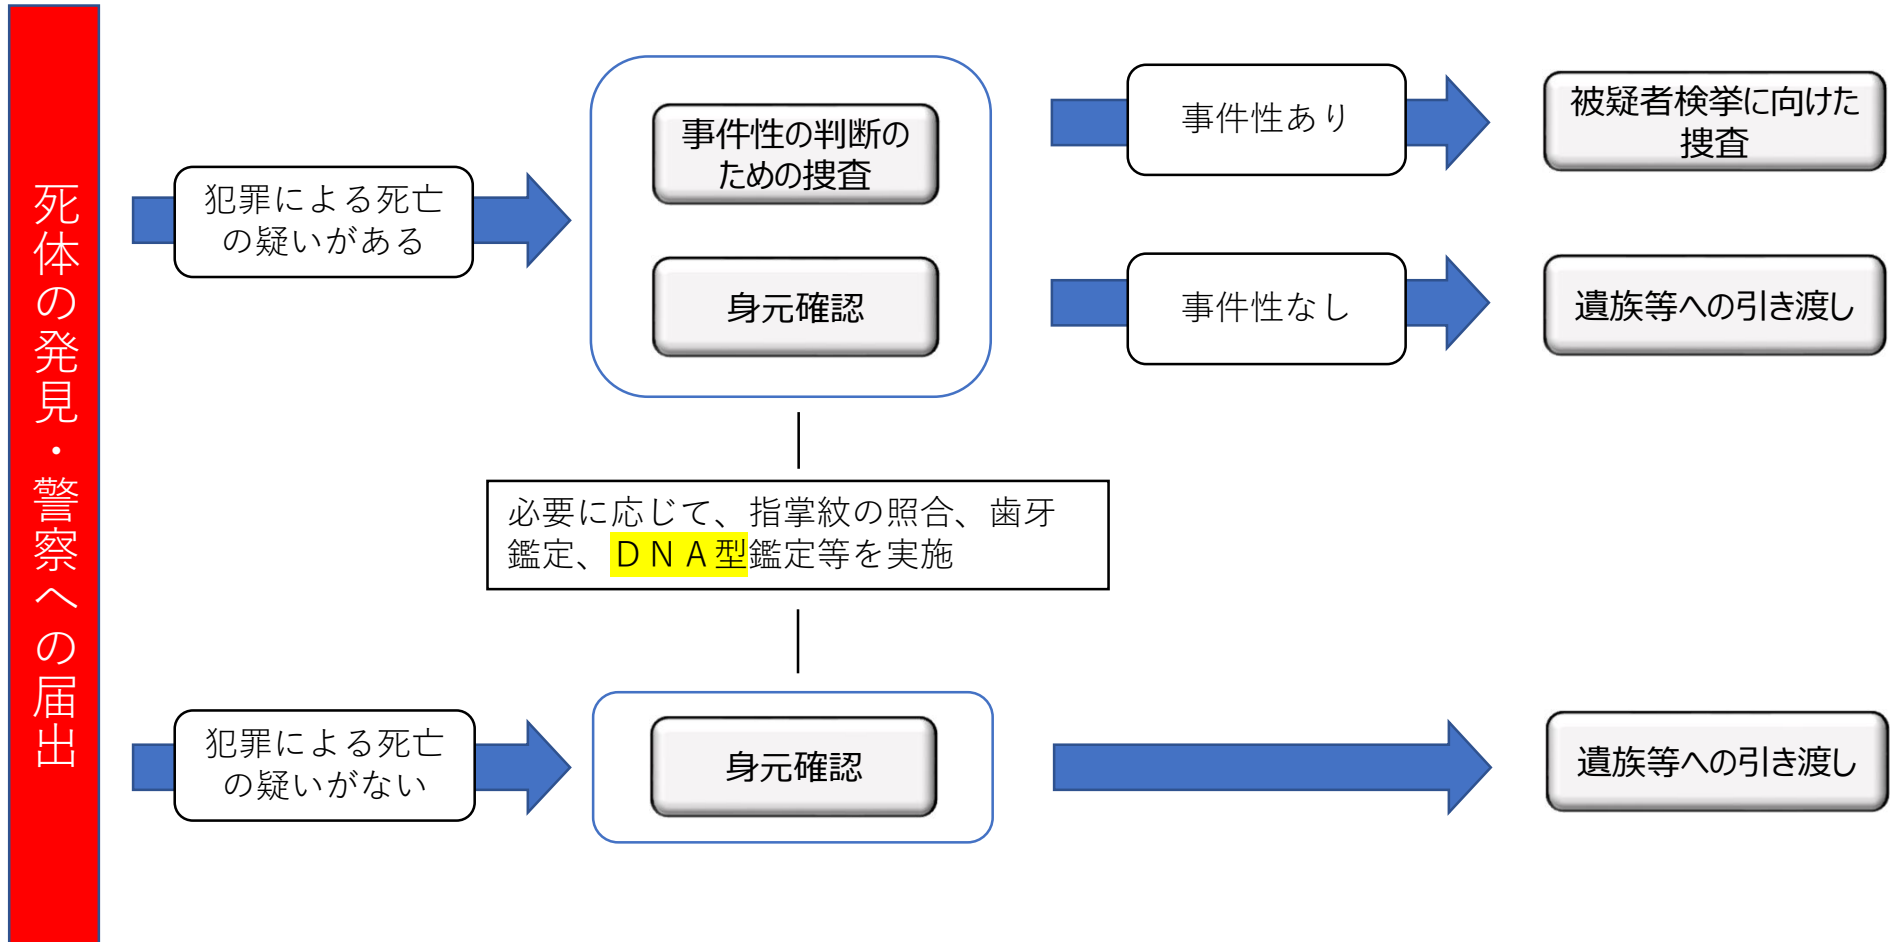 死体の発見・警察への届出
犯罪による死亡
の疑いがある
事件性の判断の
ための捜査
身元確認
事件性あり
被疑者検挙に向けた
捜査
事件性なし
遺族等への引き渡し
必要に応じて、指掌紋の照合、歯牙
鑑定、ＤＮＡ型鑑定等を実施
犯罪による死亡
の疑いがない
身元確認
遺族等への引き渡し